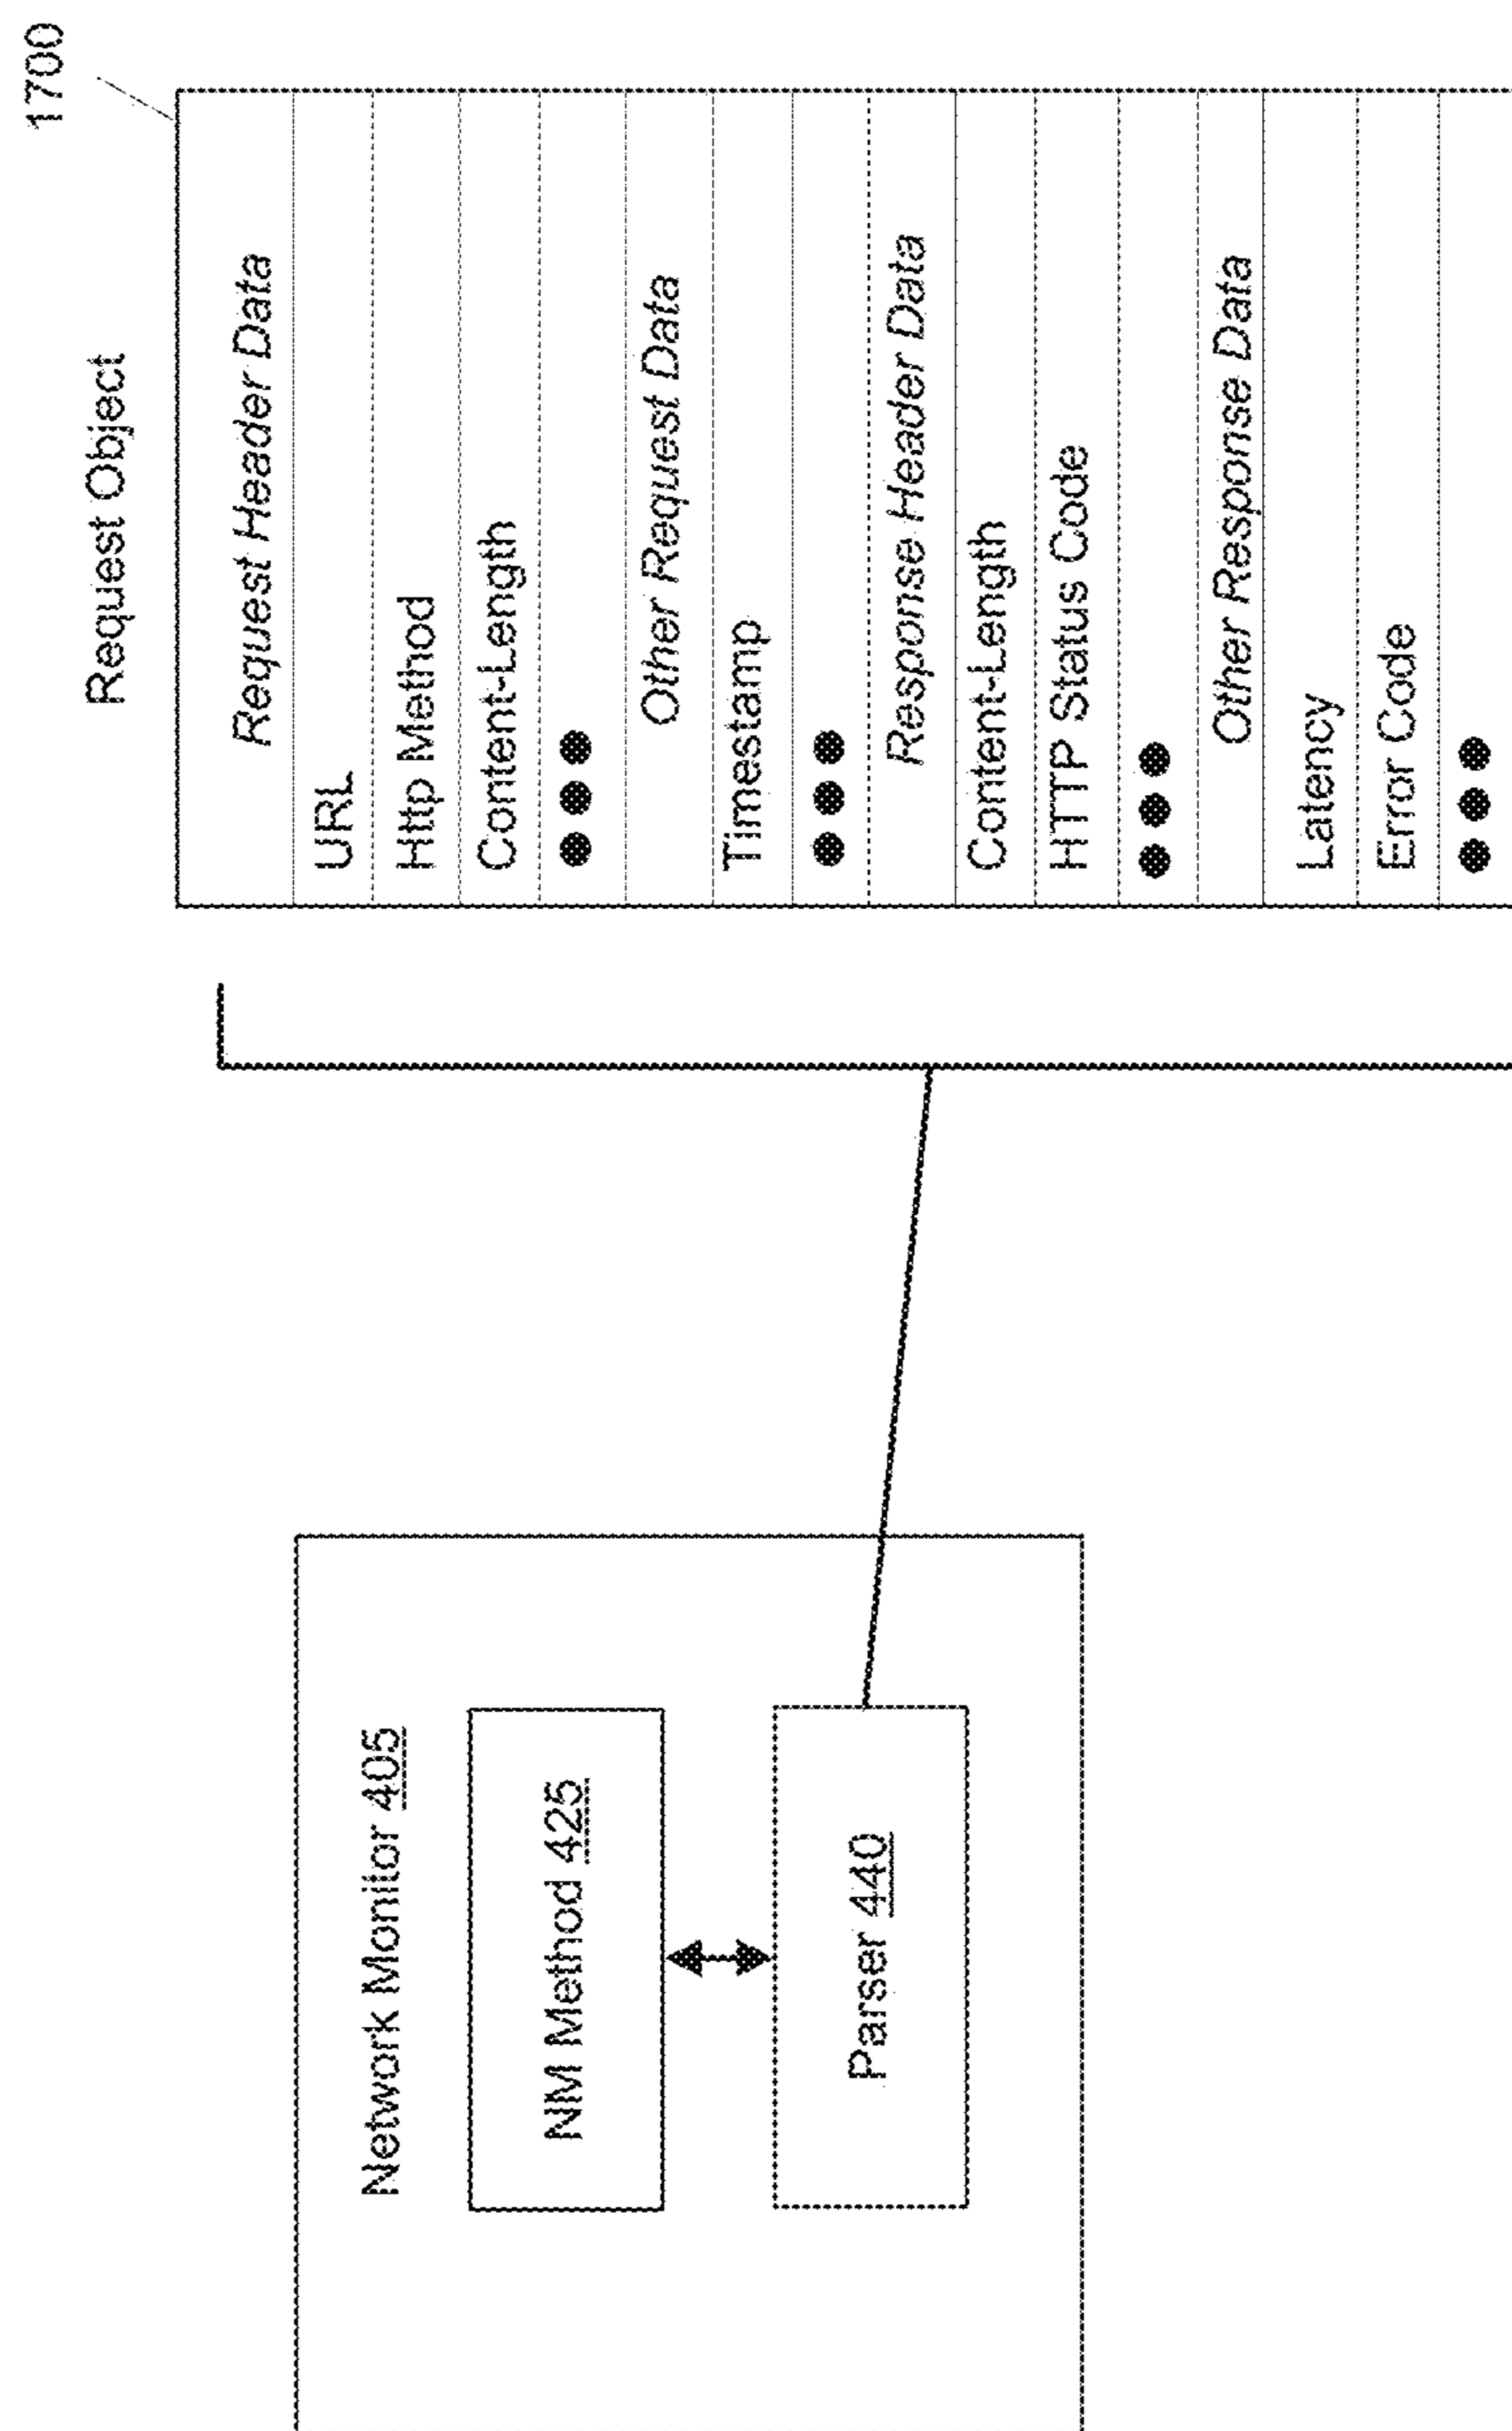 1700
Request Object
Request Header Data
URL
Http Method
Content-Length
Other Request Data
Timestamp
Response Header Data
Content-Length
HTTP Status Code
Other Response Data
Latency
Error Code
Network Monitor 405
NM Method 425
Parser 440